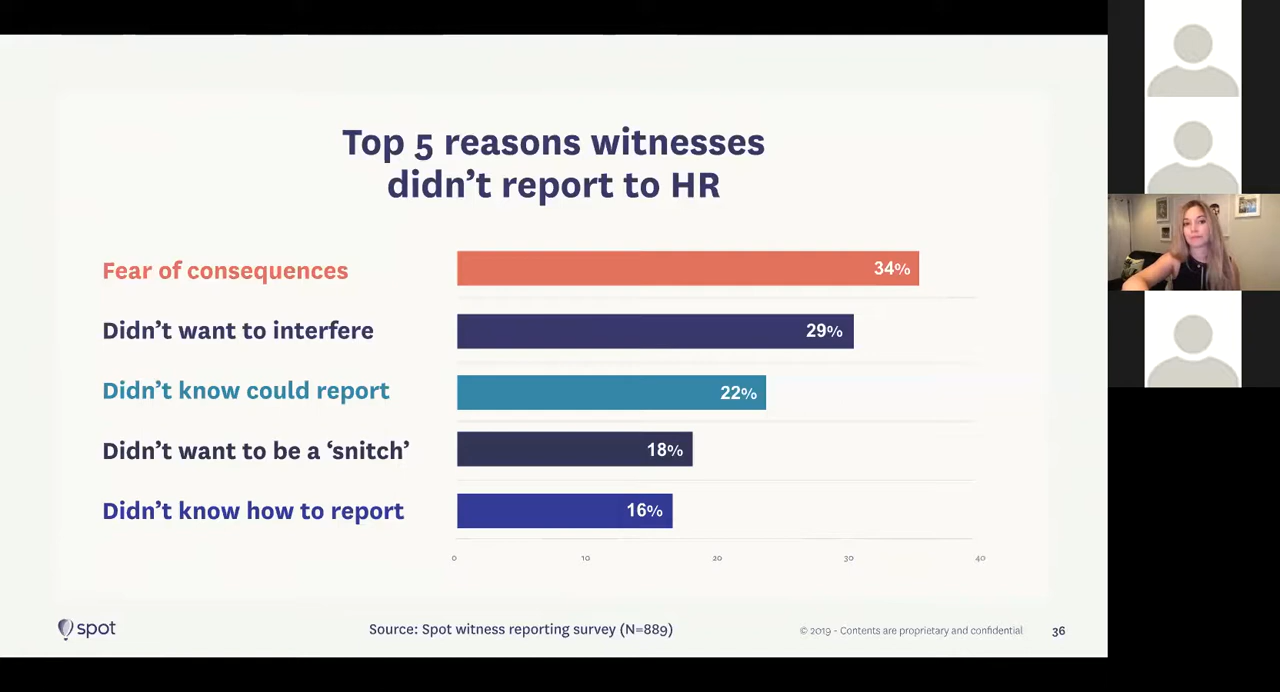 Top 5 reasons witnesses
didn't report to HR
Fear of consequences
34%
Didn't want to interfere
29%
Didn't know could report
22%
Didn't want to be a ‘snitch’
18%
Didn't know how to report
16%
0 10 20 30 40
spot
Source: Spot witness reporting survey (N=889)
© 2019 - Contents are proprietary and confidential
36